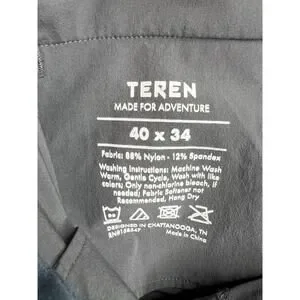 TEREN
MADE FOR ADVENTURE
40 x 34
Fabric: 88% Nylon - 12% Spandex
Washing Instructions: Machine Wash
Warm, Gentle Cycle, Wash with like
colors; Only non-chlorine bleach, if
needed; Fabric Softener not
Recommended, Hang Dry
DESIGNED IN CHATTANOOGA, TN
Made in China